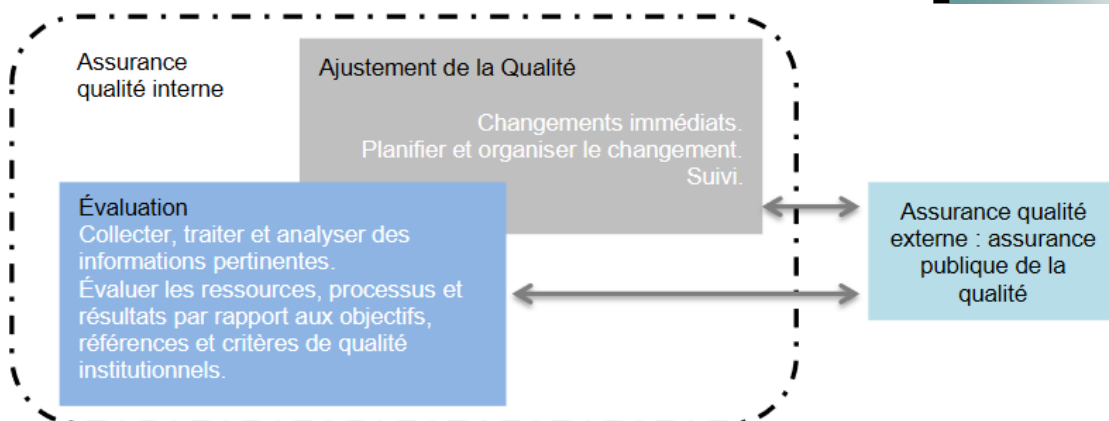 Assurance
qualité interne
Ajustement de la Qualité
Changements immédiats.
Planifier et organiser le changement.
Suivi.
Évaluation
Collecter, traiter et analyser des
informations pertinentes.
Évaluer les ressources, processus et
résultats par rapport aux objectifs,
références et critères de qualité
institutionnels.
Assurance qualité
externe : assurance
publique de la
qualité